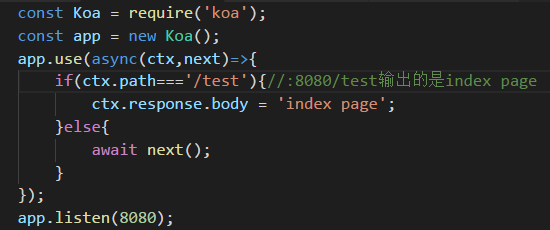 const Koa = require('koa');
const app = new Koa();
app.use(async(ctx,next)=>{
    if(ctx.path==='/test'){//:8080/test输出的是index page
        ctx.response.body = 'index page';
    }else{
        await next();
    }
});
app.listen(8080);